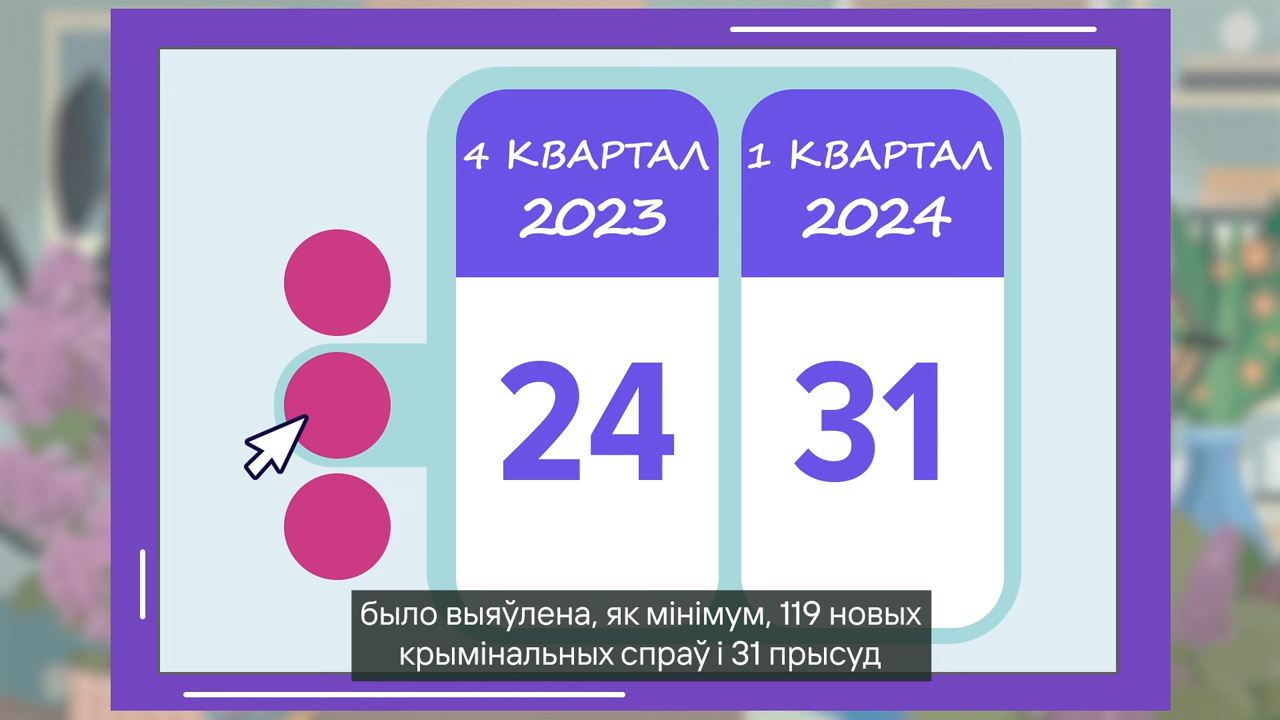 4 КВАРТАЛ
2023
24
1 КВАРТАЛ
2024
31
было выяўлена, як мінімум, 119 новых
крымінальных спраў і 31 прысуд